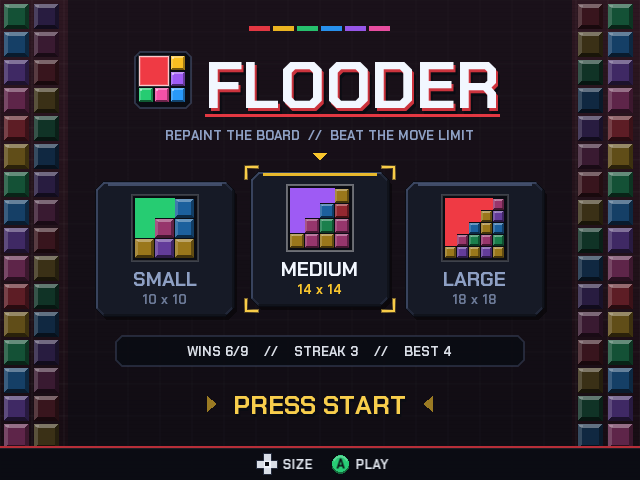 FLOODER
REPAINT THE BOARD // BEAT THE MOVE LIMIT
SMALL
10 x 10
MEDIUM
14 x 14
LARGE
18 x 18
WINS 6/9 // STREAK 3 // BEST 4
PRESS START
SIZE A PLAY